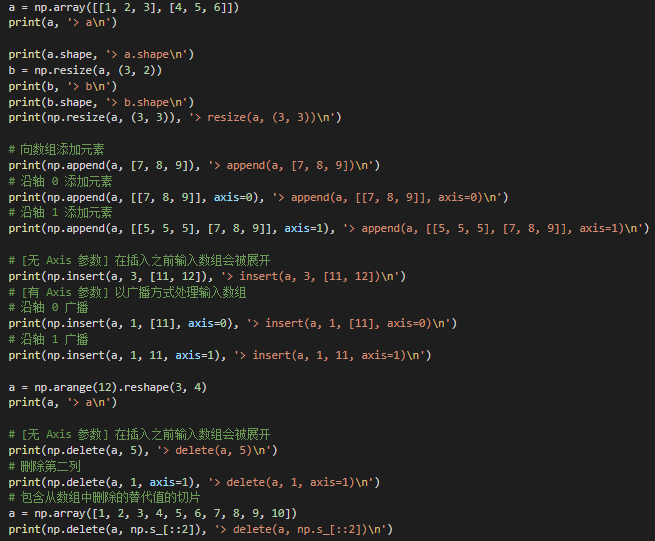 a = np.array([[1, 2, 3], [4, 5, 6]])
print(a, '> a\n')
print(a.shape, '> a.shape\n')
b = np.resize(a, (3, 2))
print(b, '> b\n')
print(b.shape, '> b.shape\n')
print(np.resize(a, (3, 3)), '> resize(a, (3, 3))\n')
# 向数组添加元素
print(np.append(a, [7, 8, 9]), '> append(a, [7, 8, 9])\n')
# 沿轴 0 添加元素
print(np.append(a, [[7, 8, 9]], axis=0), '> append(a, [[7, 8, 9]], axis=0)\n')
# 沿轴 1 添加元素
print(np.append(a, [[5, 5, 5], [7, 8, 9]], axis=1), '> append(a, [[5, 5, 5], [7, 8, 9]], axis=1)\n')
# [无 Axis 参数] 在插入之前输入数组会被展开
print(np.insert(a, 3, [11, 12]), '> insert(a, 3, [11, 12])\n')
# [有 Axis 参数] 以广播方式处理输入数组
# 沿轴 0 广播
print(np.insert(a, 1, [11], axis=0), '> insert(a, 1, [11], axis=0)\n')
# 沿轴 1 广播
print(np.insert(a, 1, 11, axis=1), '> insert(a, 1, 11, axis=1)\n')
a = np.arange(12).reshape(3, 4)
print(a, '> a\n')
# [无 Axis 参数] 在插入之前输入数组会被展开
print(np.delete(a, 5), '> delete(a, 5)\n')
# 删除第二列
print(np.delete(a, 1, axis=1), '> delete(a, 1, axis=1)\n')
# 包含从数组中删除的替代值的切片
a = np.array([1, 2, 3, 4, 5, 6, 7, 8, 9, 10])
print(np.delete(a, np.s_[::2]), '> delete(a, np.s_[::2])\n')